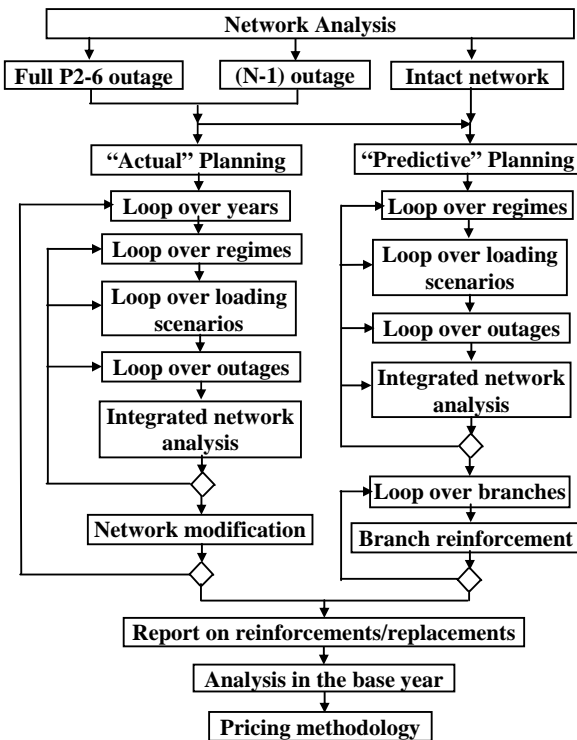 Network Analysis
Full P2-6 outage
(N-1) outage
Intact network
“Actual” Planning
“Predictive” Planning
Loop over years
Loop over regimes
Loop over loading
scenarios
Loop over outages
Integrated network
analysis
Network modification
Loop over regimes
Loop over loading
scenarios
Loop over outages
Integrated network
analysis
Loop over branches
Branch reinforcement
Report on reinforcements/replacements
Analysis in the base year
Pricing methodology